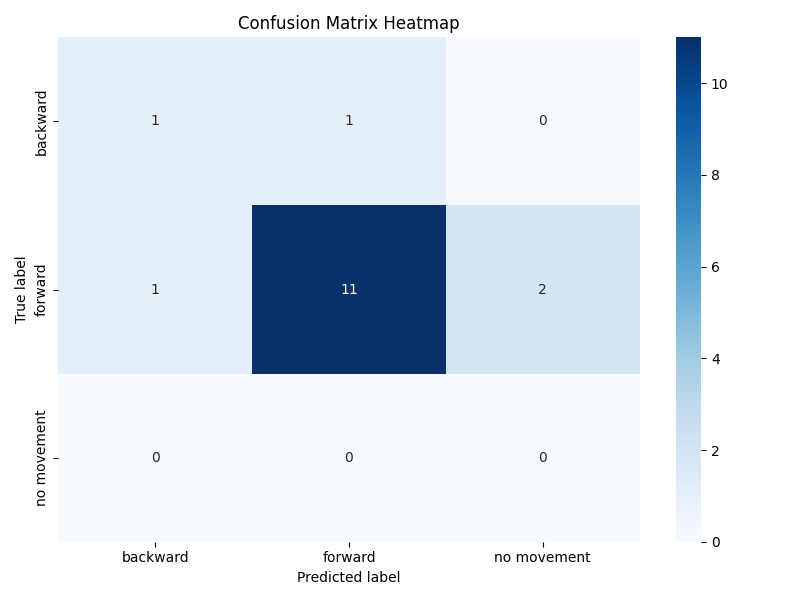 Confusion Matrix Heatmap
True label
backward
forward
no movement
1 1 0
1 11 2
0 0 0
backward forward no movement
Predicted label
10
8
6
4
2
0